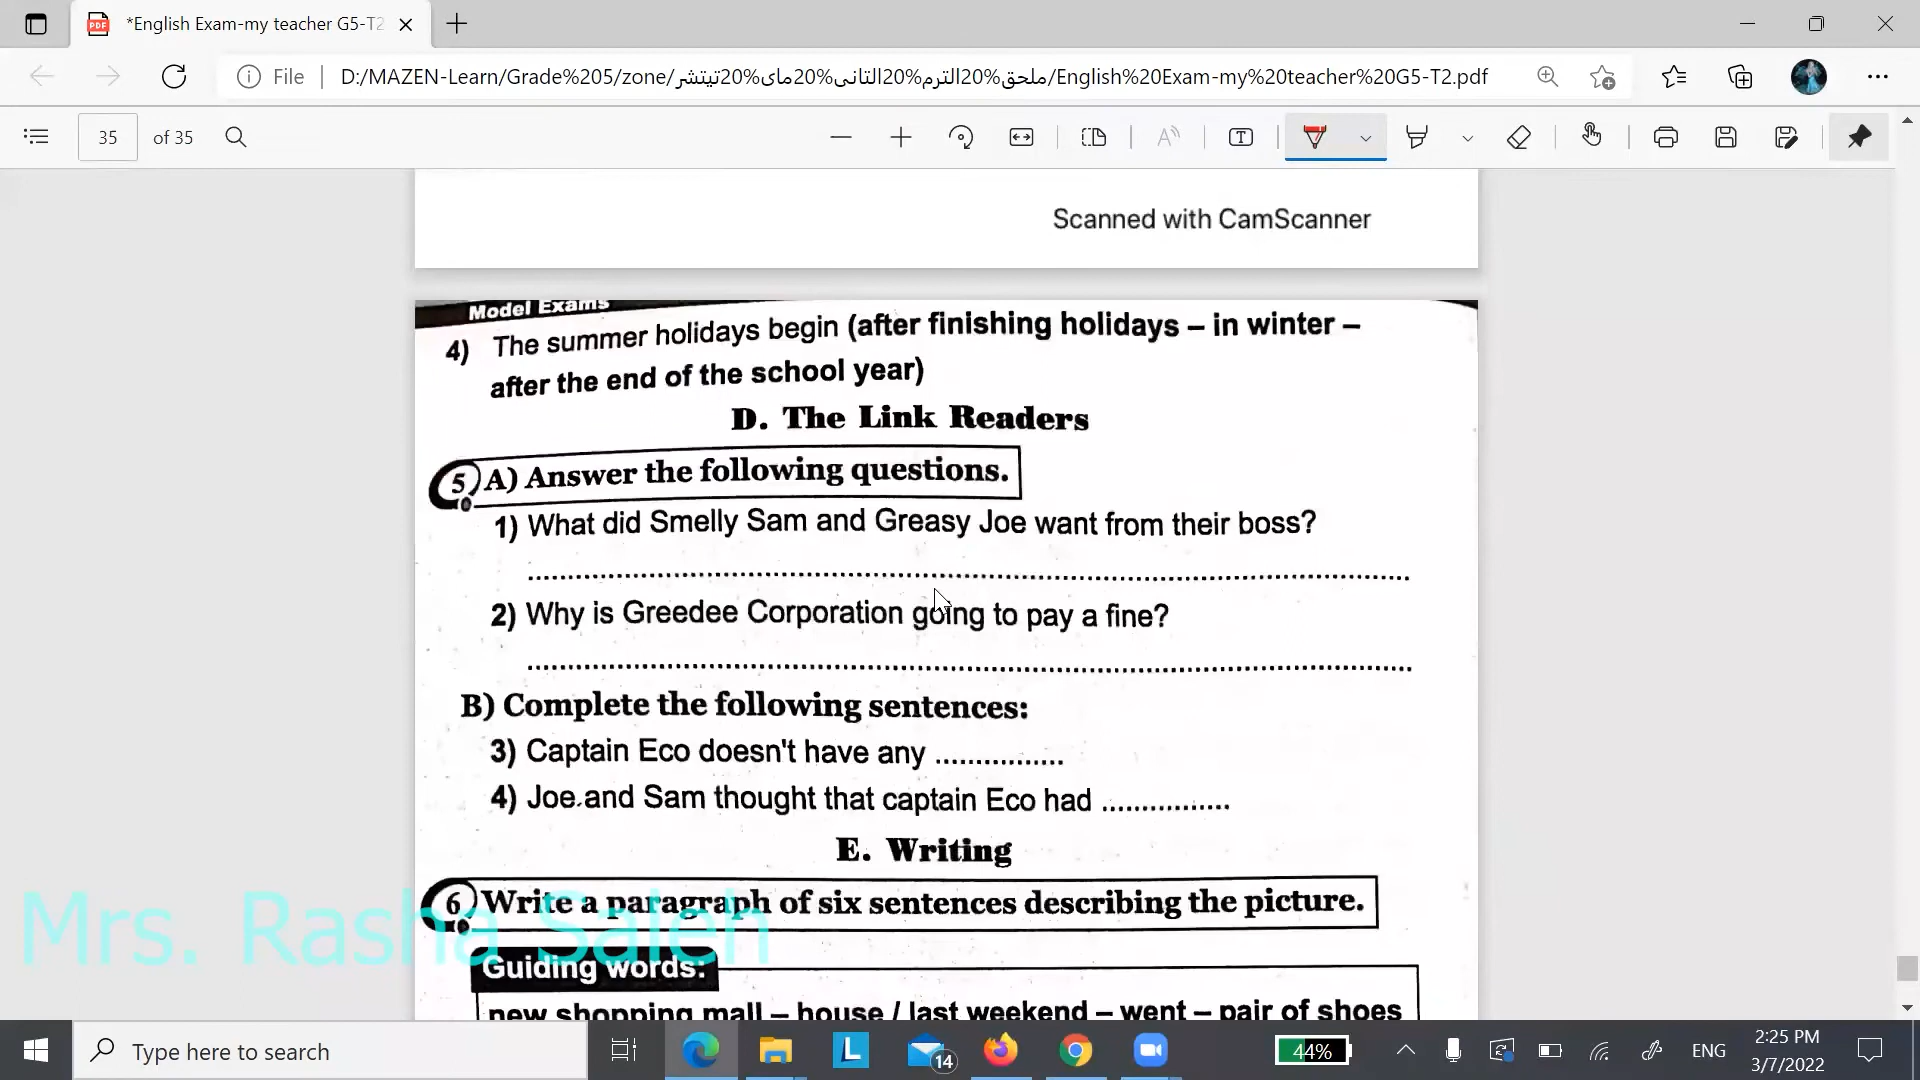 *English Exam-my teacher G5-T2
File
D:/MAZEN-Learn/Grade%205/zone/ملحق%20الترم%20التانى%20ماى%20تيتشر/English%20Exam-my%20teacher%20G5-T2.pdf
35 of 35
Scanned with CamScanner
Model Exams
4) The summer holidays begin (after finishing holidays – in winter –
after the end of the school year)
D. The Link Readers
5 A) Answer the following questions.
1) What did Smelly Sam and Greasy Joe want from their boss?
2) Why is Greedee Corporation going to pay a fine?
B) Complete the following sentences:
3) Captain Eco doesn't have any ................
4) Joe and Sam thought that captain Eco had ................
E. Writing
6 Write a paragraph of six sentences describing the picture.
Mrs. Rasha Saleh
Guiding words:
new shopping mall – house / last weekend – went – pair of shoes
Type here to search
14
44%
ENG
2:25 PM
3/7/2022